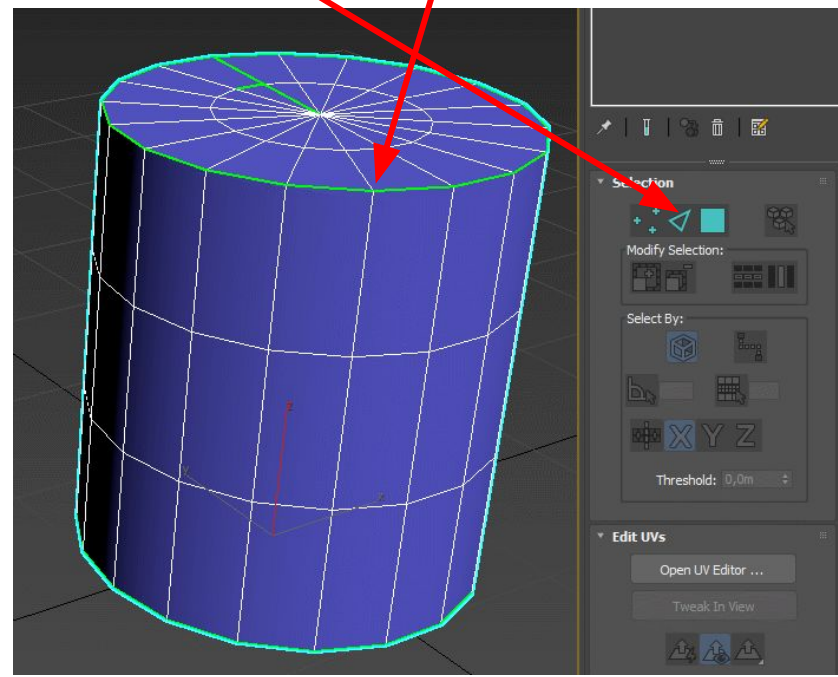 Selection
Modify Selection:
Select By:
X Y Z
Threshold: 0,0m
Edit UVs
Open UV Editor ...
Tweak In View
z
y